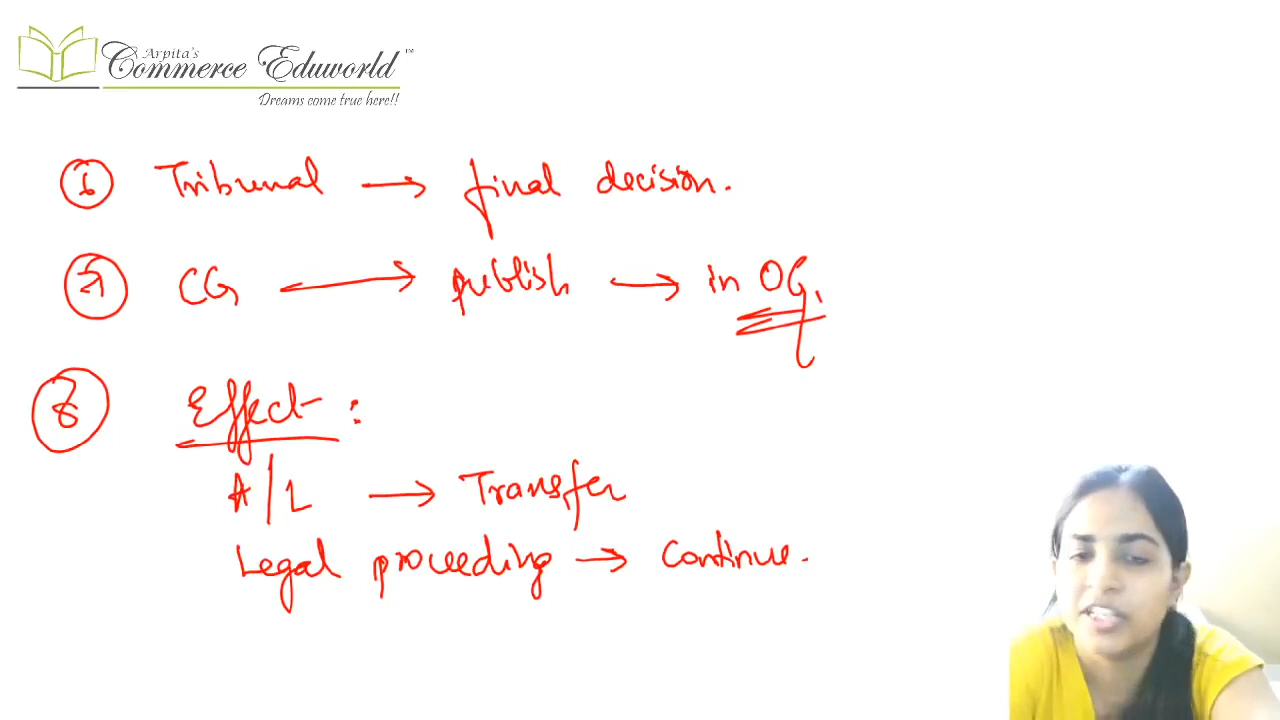 Arpita's
Commerce Eduworld™
Dreams come true here!!
6 Tribunal → final decision.
7 CG → publish → in OG.
8 Effect :
A/L → Transfer
Legal proceeding → continue.